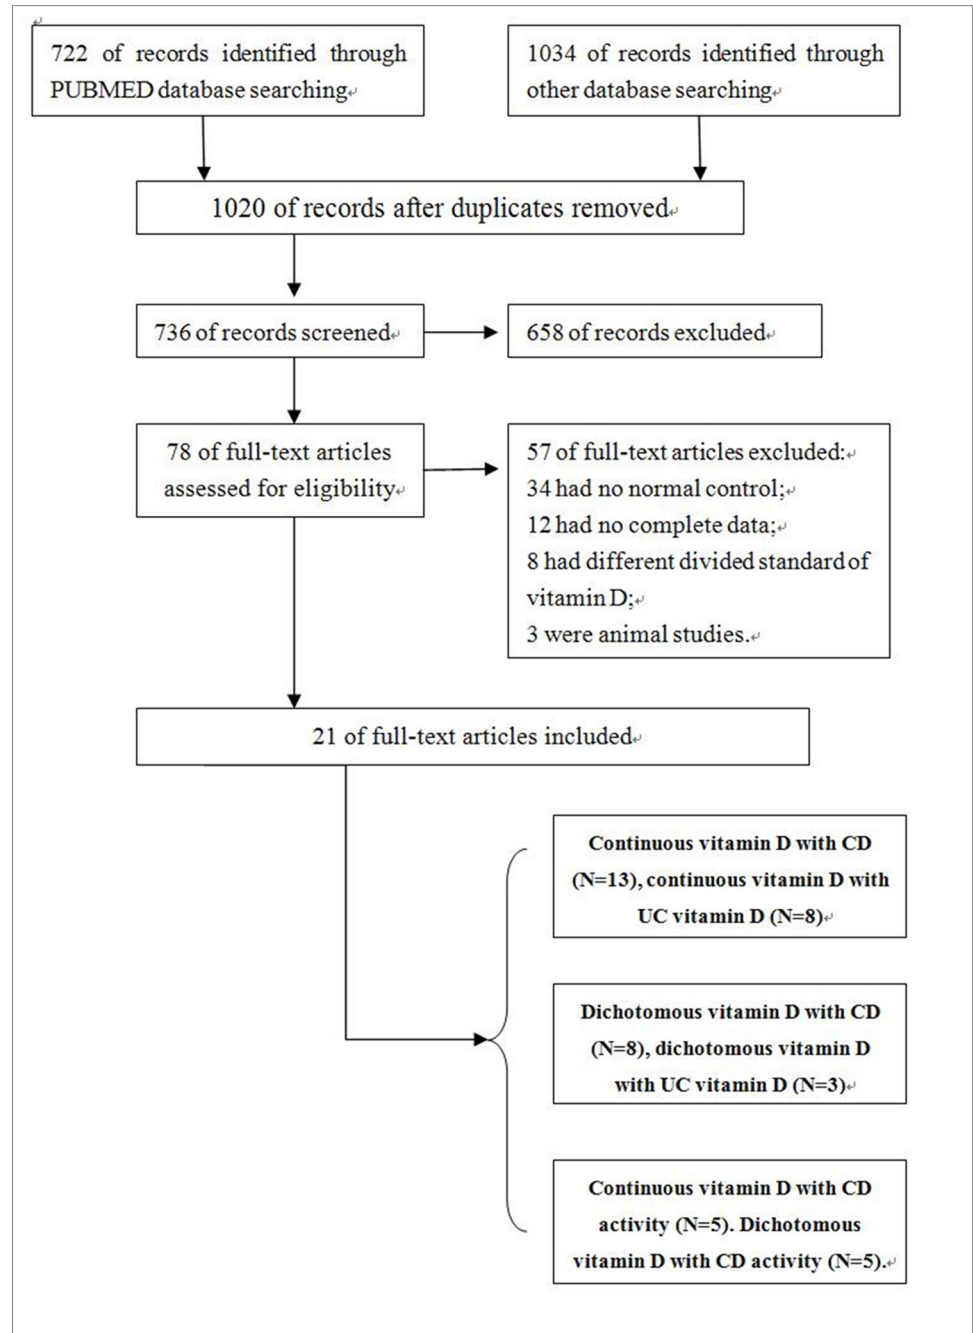 722 of records identified through
PUBMED database searching↵
1034 of records identified through
other database searching↵
1020 of records after duplicates removed↵
736 of records screened↵
658 of records excluded↵
78 of full-text articles
assessed for eligibility↵
57 of full-text articles excluded:↵
34 had no normal control;↵
12 had no complete data;↵
8 had different divided standard of
vitamin D;↵
3 were animal studies.↵
21 of full-text articles included↵
Continuous vitamin D with CD
(N=13), continuous vitamin D with
UC vitamin D (N=8)↵
Dichotomous vitamin D with CD
(N=8), dichotomous vitamin D
with UC vitamin D (N=3)↵
Continuous vitamin D with CD
activity (N=5). Dichotomous
vitamin D with CD activity (N=5).↵